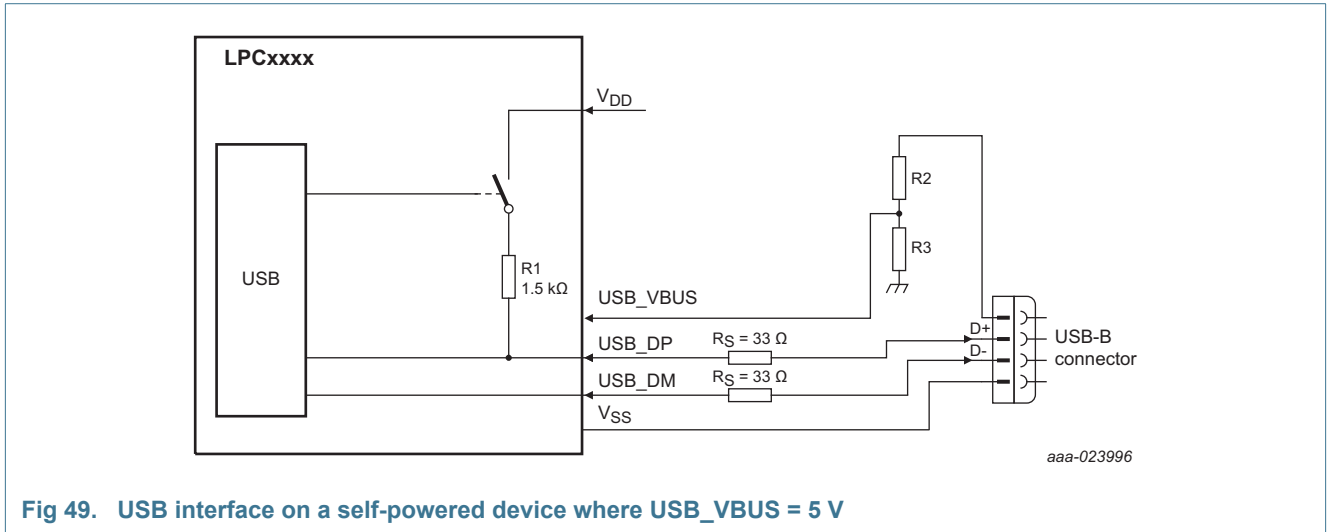 LPCxxxx
VDD
R2
R3
USB
R1
1.5 kΩ
USB_VBUS
USB_DP
RS = 33 Ω
D+
USB-B
connector
D-
USB_DM
RS = 33 Ω
VSS
aaa-023996
Fig 49. USB interface on a self-powered device where USB_VBUS = 5 V